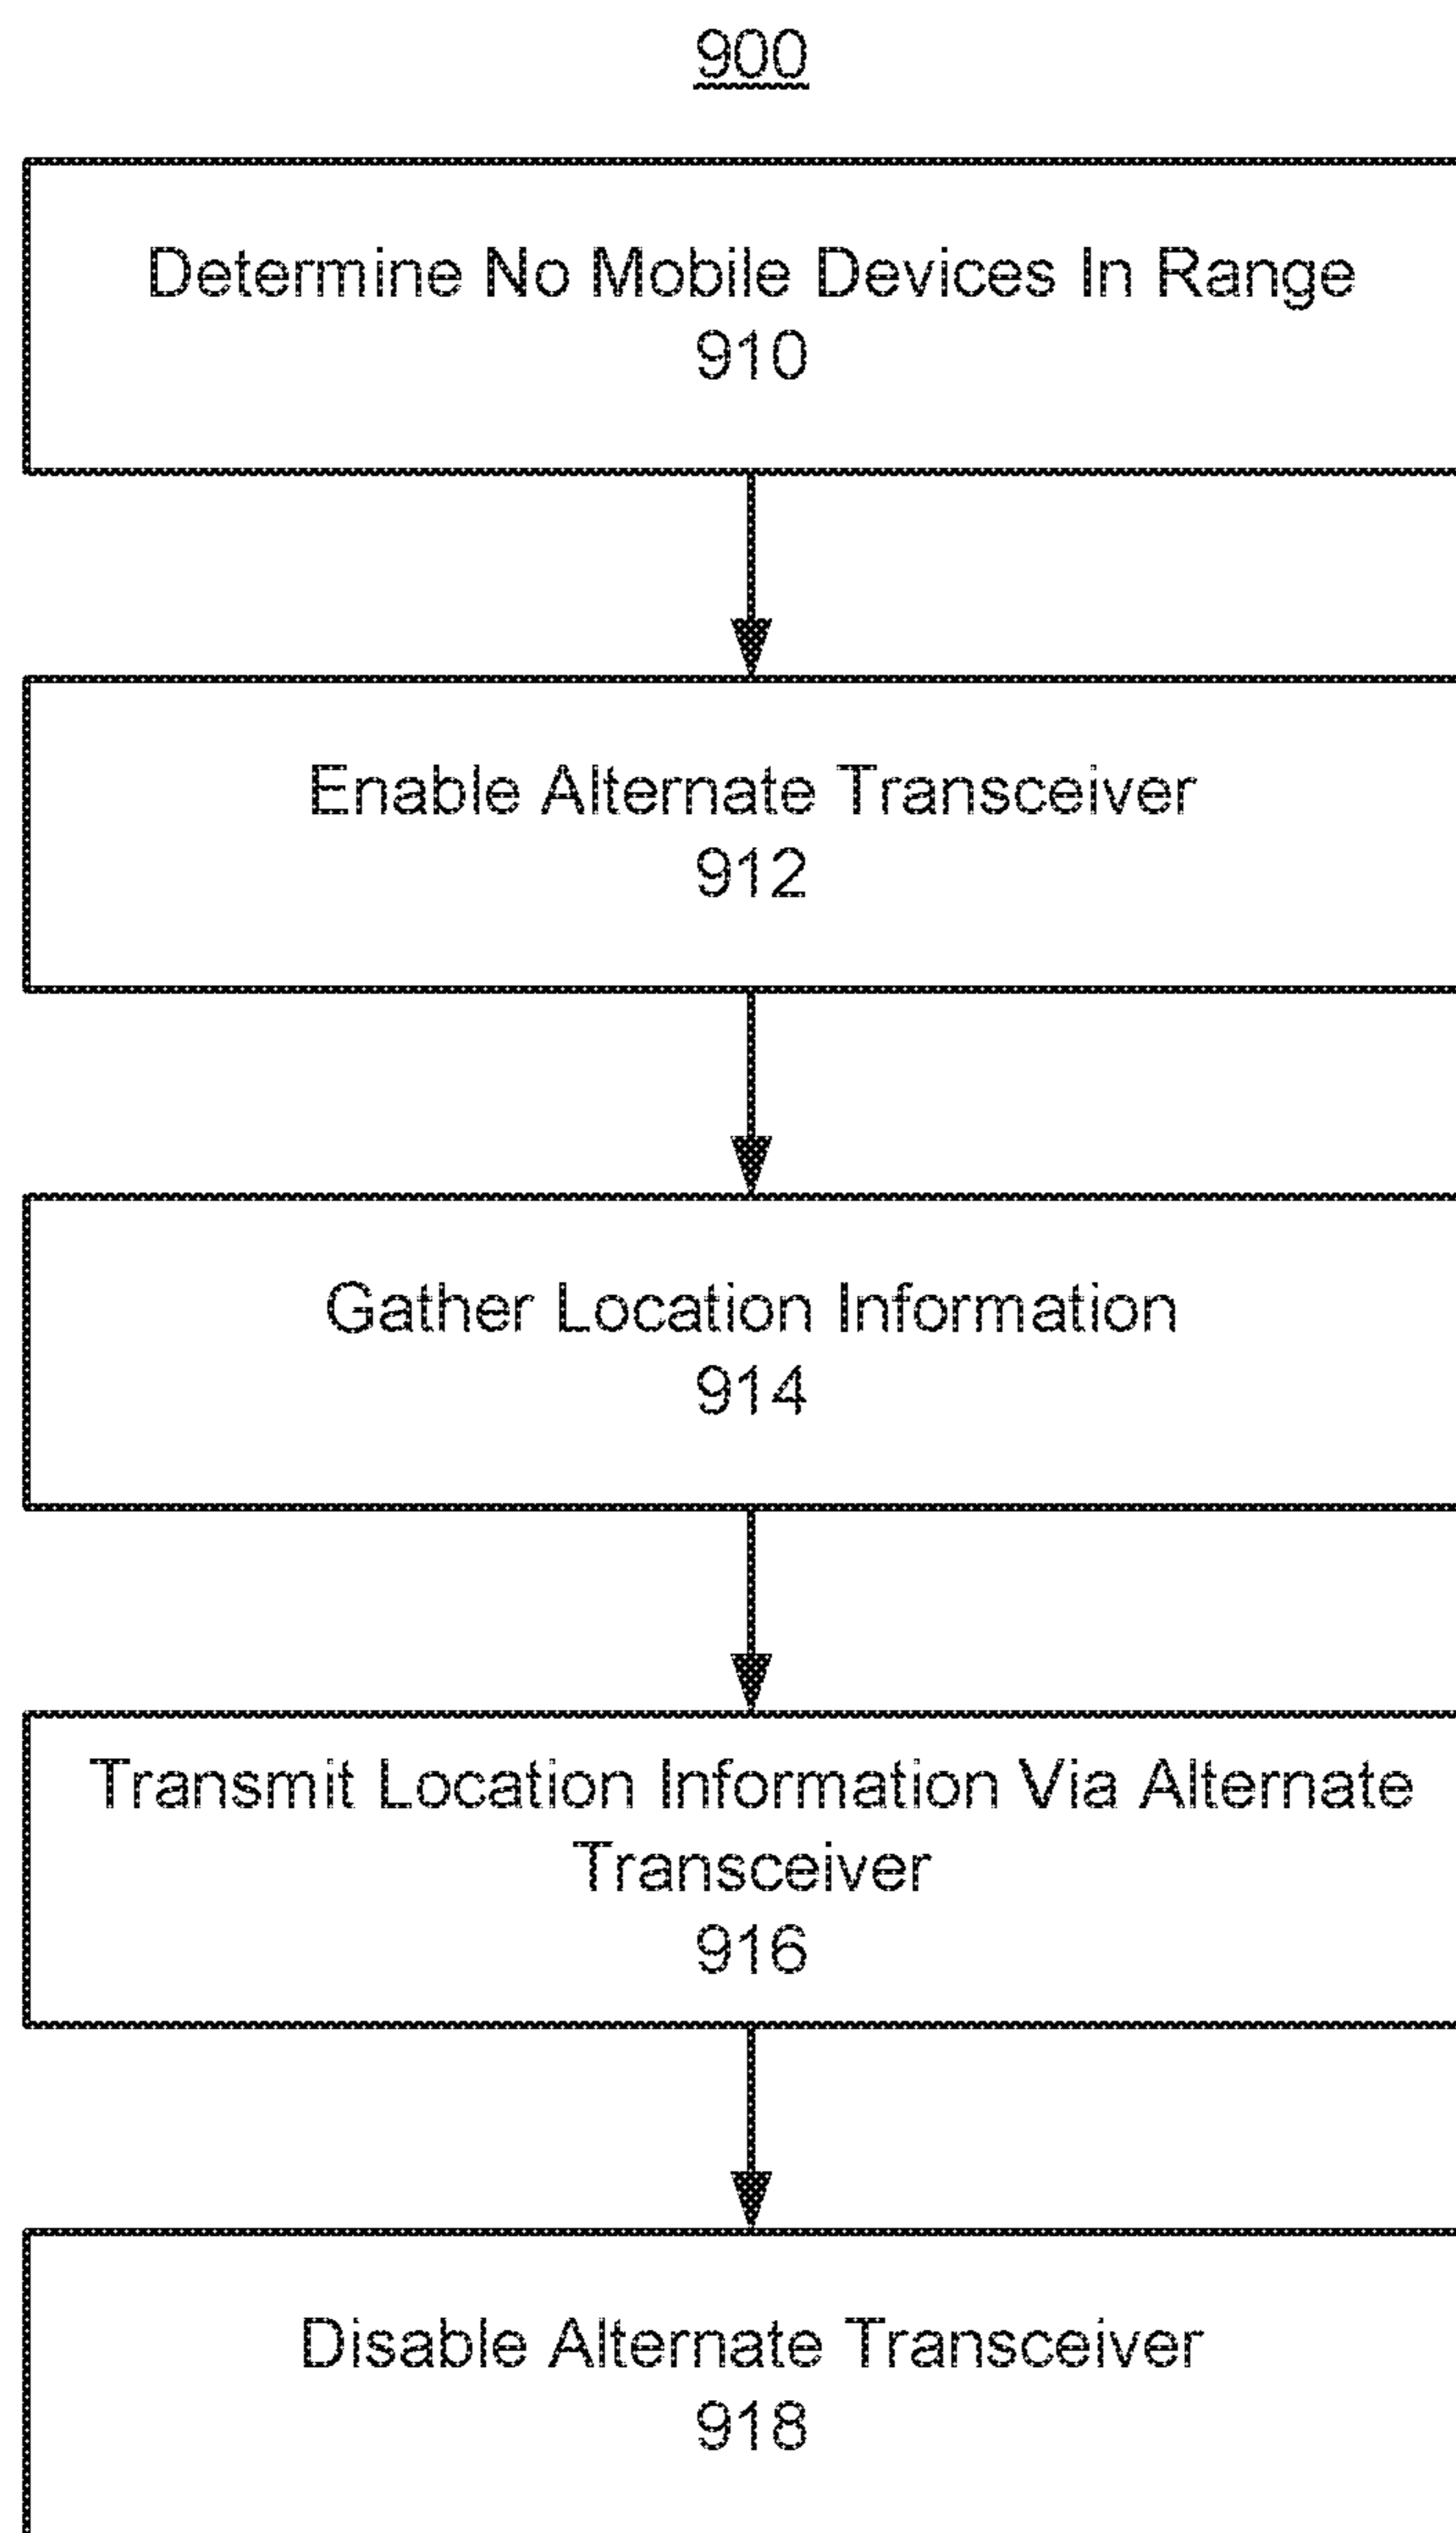 900
Determine No Mobile Devices In Range
910
Enable Alternate Transceiver
912
Gather Location Information
914
Transmit Location Information Via Alternate
Transceiver
916
Disable Alternate Transceiver
918